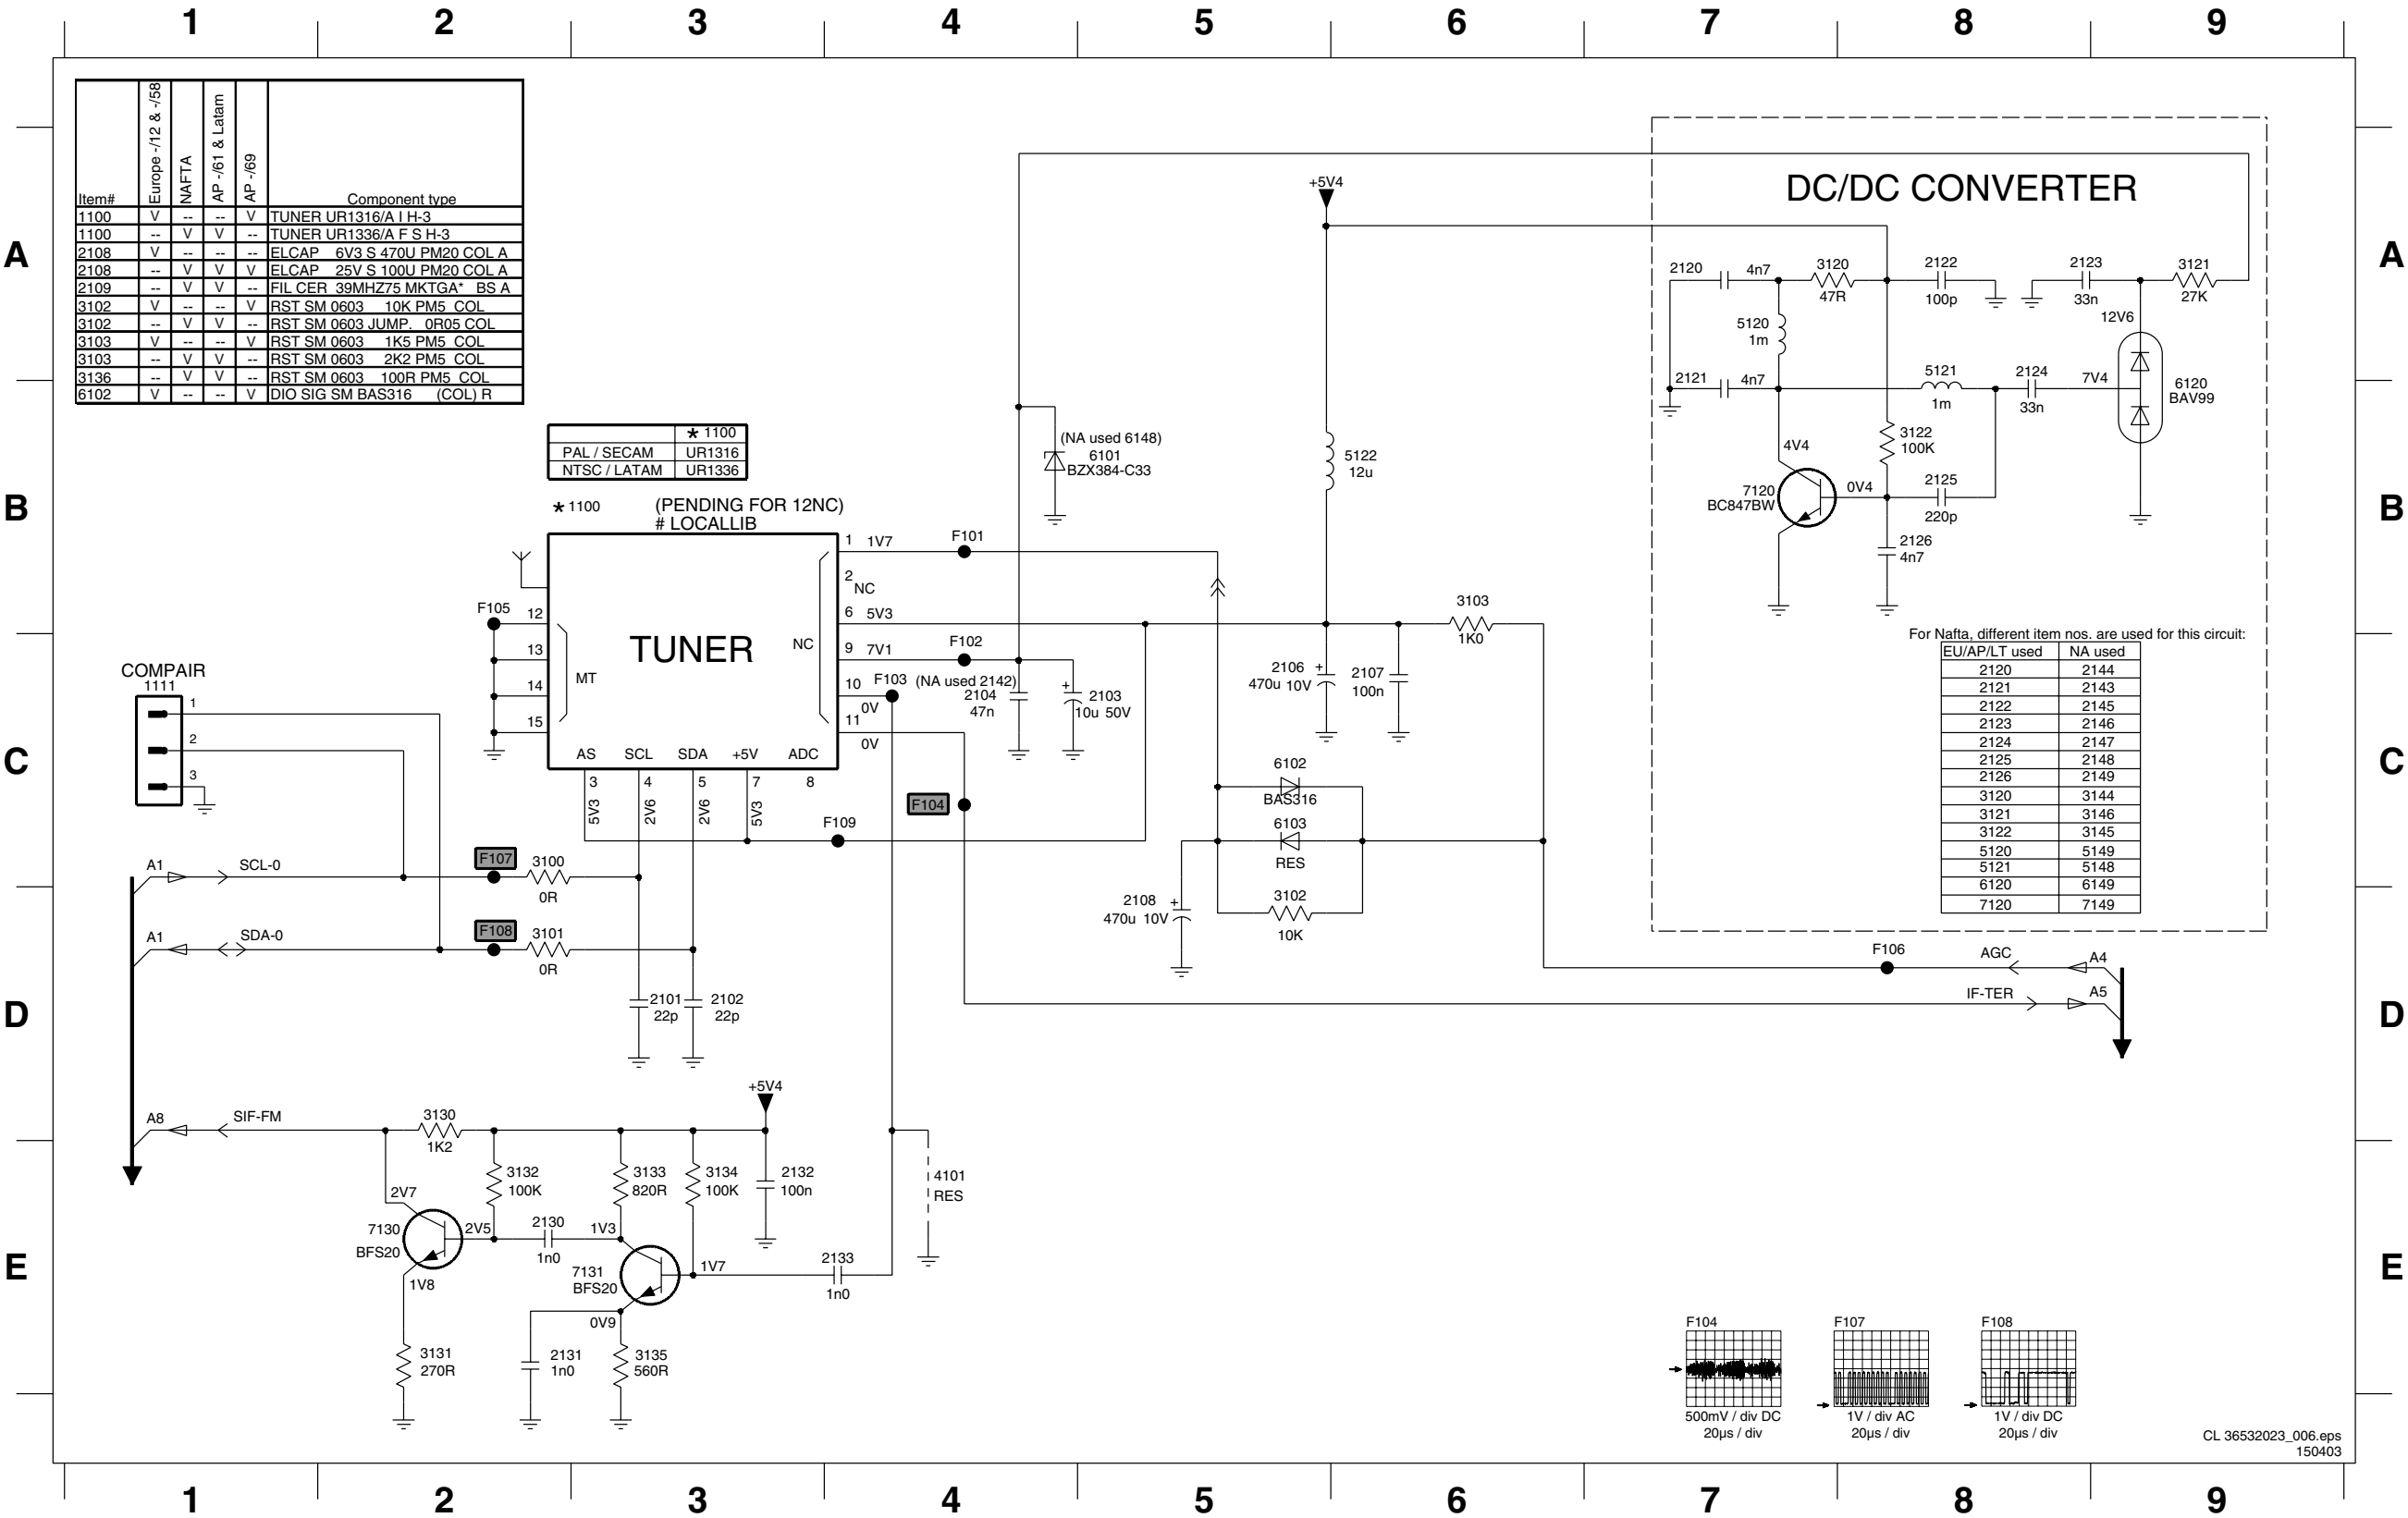 1 2 3 4 5 6 7 8 9
A
B
C
D
E
Item# Europe -/12 & -/58 NAFTA AP -/61 & Latam AP -/69 Component type
1100 V -- -- V TUNER UR1316/A I H-3
1100 -- V V -- TUNER UR1336/A F S H-3
2108 V -- -- -- ELCAP 6V3 S 470U PM20 COL A
2108 -- V V V ELCAP 25V S 100U PM20 COL A
2109 -- V V -- FIL CER 39MHZ75 MKTGA* BS A
3102 V -- -- V RST SM 0603 10K PM5 COL
3102 -- V V -- RST SM 0603 JUMP. 0R05 COL
3103 V -- -- V RST SM 0603 1K5 PM5 COL
3103 -- V V -- RST SM 0603 2K2 PM5 COL
3136 -- V V -- RST SM 0603 100R PM5 COL
6102 V -- -- V DIO SIG SM BAS316 (COL) R
* 1100
PAL / SECAM UR1316
NTSC / LATAM UR1336
* 1100
(PENDING FOR 12NC)
# LOCALLIB
TUNER
F105
12
13
14
15
MT
NC
1 1V7 F101
2 NC
6 5V3
9 7V1 F102
10 F103
0V
11
0V
AS SCL SDA +5V ADC
3 4 5 7 8
5V3 2V6 2V6 5V3
F109
F104
(NA used 6148)
6101
BZX384-C33
(NA used 2142)
2104
47n
2103
+
10u 50V
+5V4
5122
12u
3103
1K0
2106 +
470u 10V
2107
100n
6102
BAS316
6103
RES
3102
10K
2108 +
470u 10V
DC/DC CONVERTER
2120 4n7
3120
47R
2122
100p
2123
33n
3121
27K
12V6
5120
1m
2121 4n7
5121
1m
2124
33n
7V4
6120
BAV99
4V4
3122
100K
7120
BC847BW
0V4
2125
220p
2126
4n7
For Nafta, different item nos. are used for this circuit:
EU/AP/LT used NA used
2120 2144
2121 2143
2122 2145
2123 2146
2124 2147
2125 2148
2126 2149
3120 3144
3121 3146
3122 3145
5120 5149
5121 5148
6120 6149
7120 7149
F106 AGC A4
IF-TER A5
COMPAIR
1111
1
2
3
A1 SCL-0 F107 3100
0R
A1 SDA-0 F108 3101
0R
2101
22p
2102
22p
+5V4
A8 SIF-FM
3130
1K2
3132
100K
3133
820R
3134
100K
2132
100n
4101
RES
2V7
7130
BFS20
2V5
2130
1n0
1V3
1V8
7131
BFS20
1V7
2133
1n0
0V9
3131
270R
2131
1n0
3135
560R
F104 F107 F108
500mV / div DC 1V / div AC 1V / div DC
20µs / div 20µs / div 20µs / div
CL 36532023_006.eps
150403
A
B
C
D
E
1 2 3 4 5 6 7 8 9